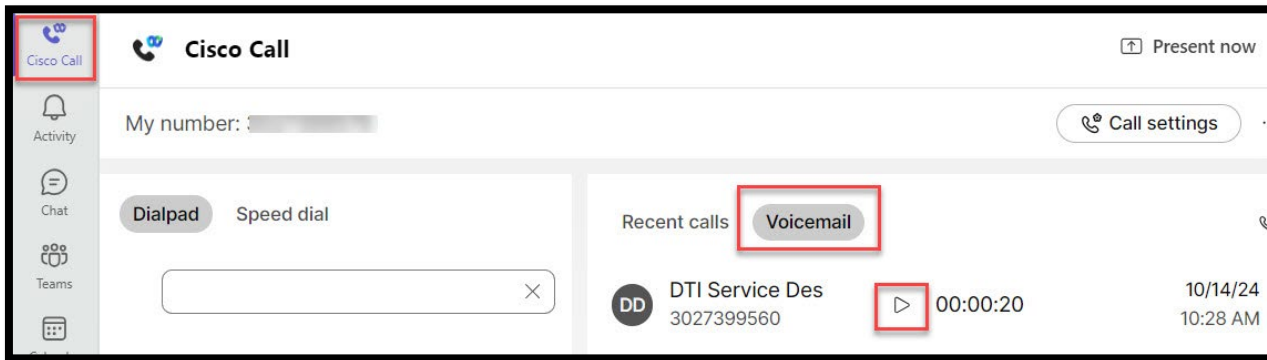 Cisco Call
Cisco Call
Present now
Activity
My number:
Call settings
Chat
Dialpad
Speed dial
Recent calls
Voicemail
Teams
DD
DTI Service Des
00:00:20
10/14/24
3027399560
10:28 AM